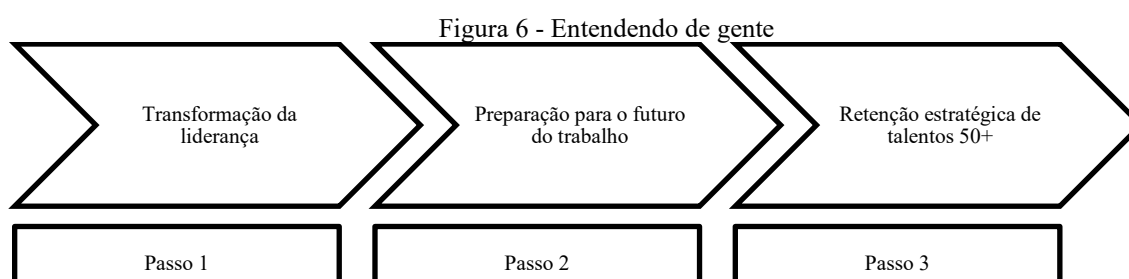 Figura 6 - Entendendo de gente
Transformação da
liderança
Preparação para o futuro
do trabalho
Retenção estratégica de
talentos 50+
Passo 1
Passo 2
Passo 3